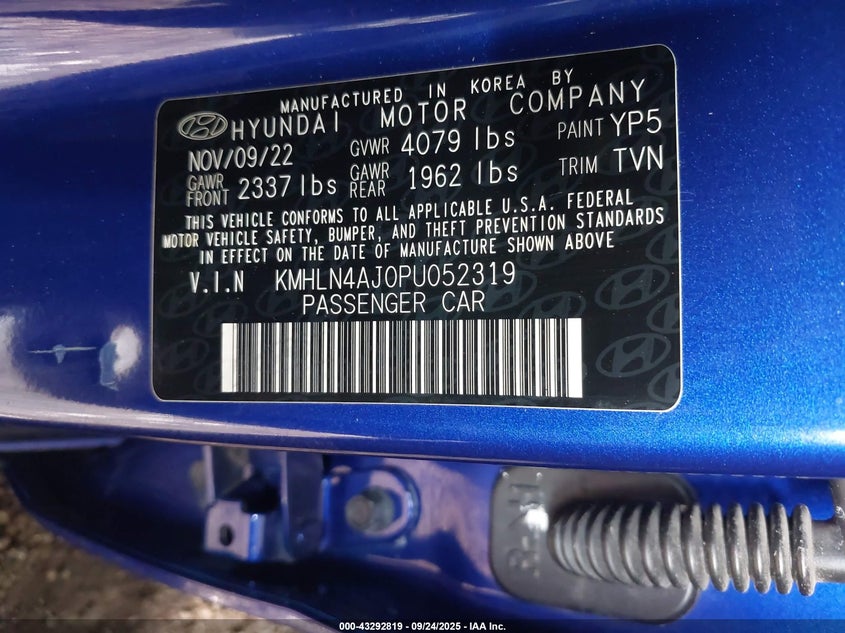 MANUFACTURED IN KOREA BY
HYUNDAI MOTOR COMPANY
NOV/09/22 GVWR 4079 lbs PAINT YP5
GAWR FRONT 2337 lbs GAWR REAR 1962 lbs TRIM TVN
THIS VEHICLE CONFORMS TO ALL APPLICABLE U.S.A. FEDERAL
MOTOR VEHICLE SAFETY, BUMPER, AND THEFT PREVENTION STANDARDS
IN EFFECT ON THE DATE OF MANUFACTURE SHOWN ABOVE.
V.I.N KMHLN4AJ0PU052319
PASSENGER CAR
000-43292819 - 09/24/2025 - IAA Inc.